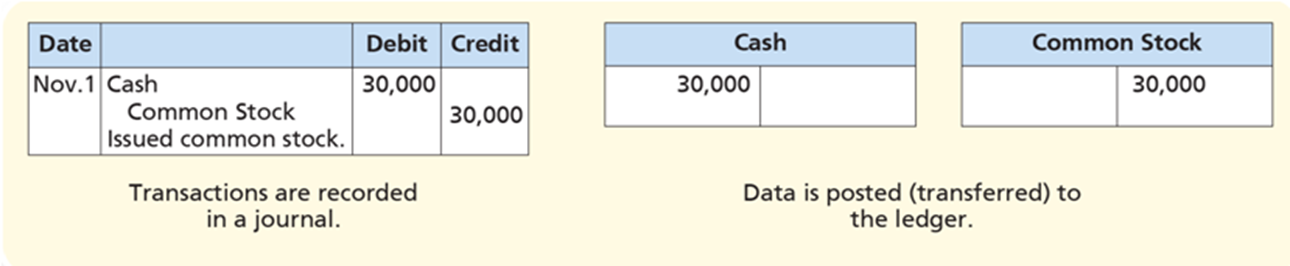 Date Debit Credit
Nov.1 Cash 30,000
Common Stock 30,000
Issued common stock.
Transactions are recorded
in a journal.
Cash
30,000
Common Stock
30,000
Data is posted (transferred) to
the ledger.